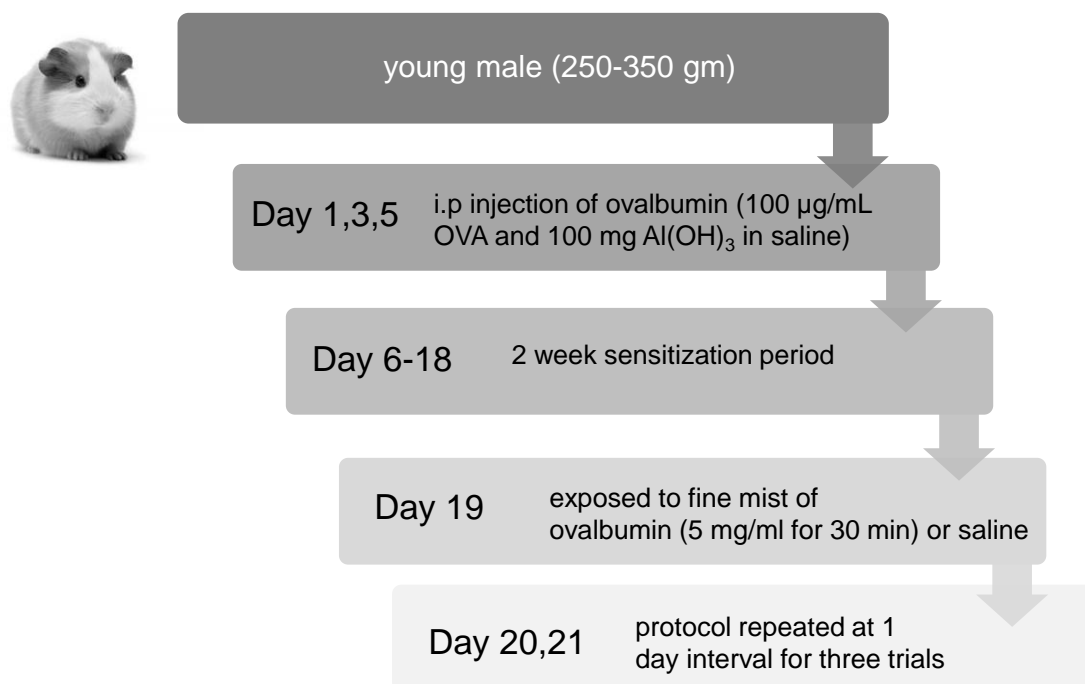 young male (250-350 gm)
Day 1,3,5
i.p injection of ovalbumin (100 µg/mL
OVA and 100 mg Al(OH)₃ in saline)
Day 6-18
2 week sensitization period
Day 19
exposed to fine mist of
ovalbumin (5 mg/ml for 30 min) or saline
Day 20,21
protocol repeated at 1
day interval for three trials